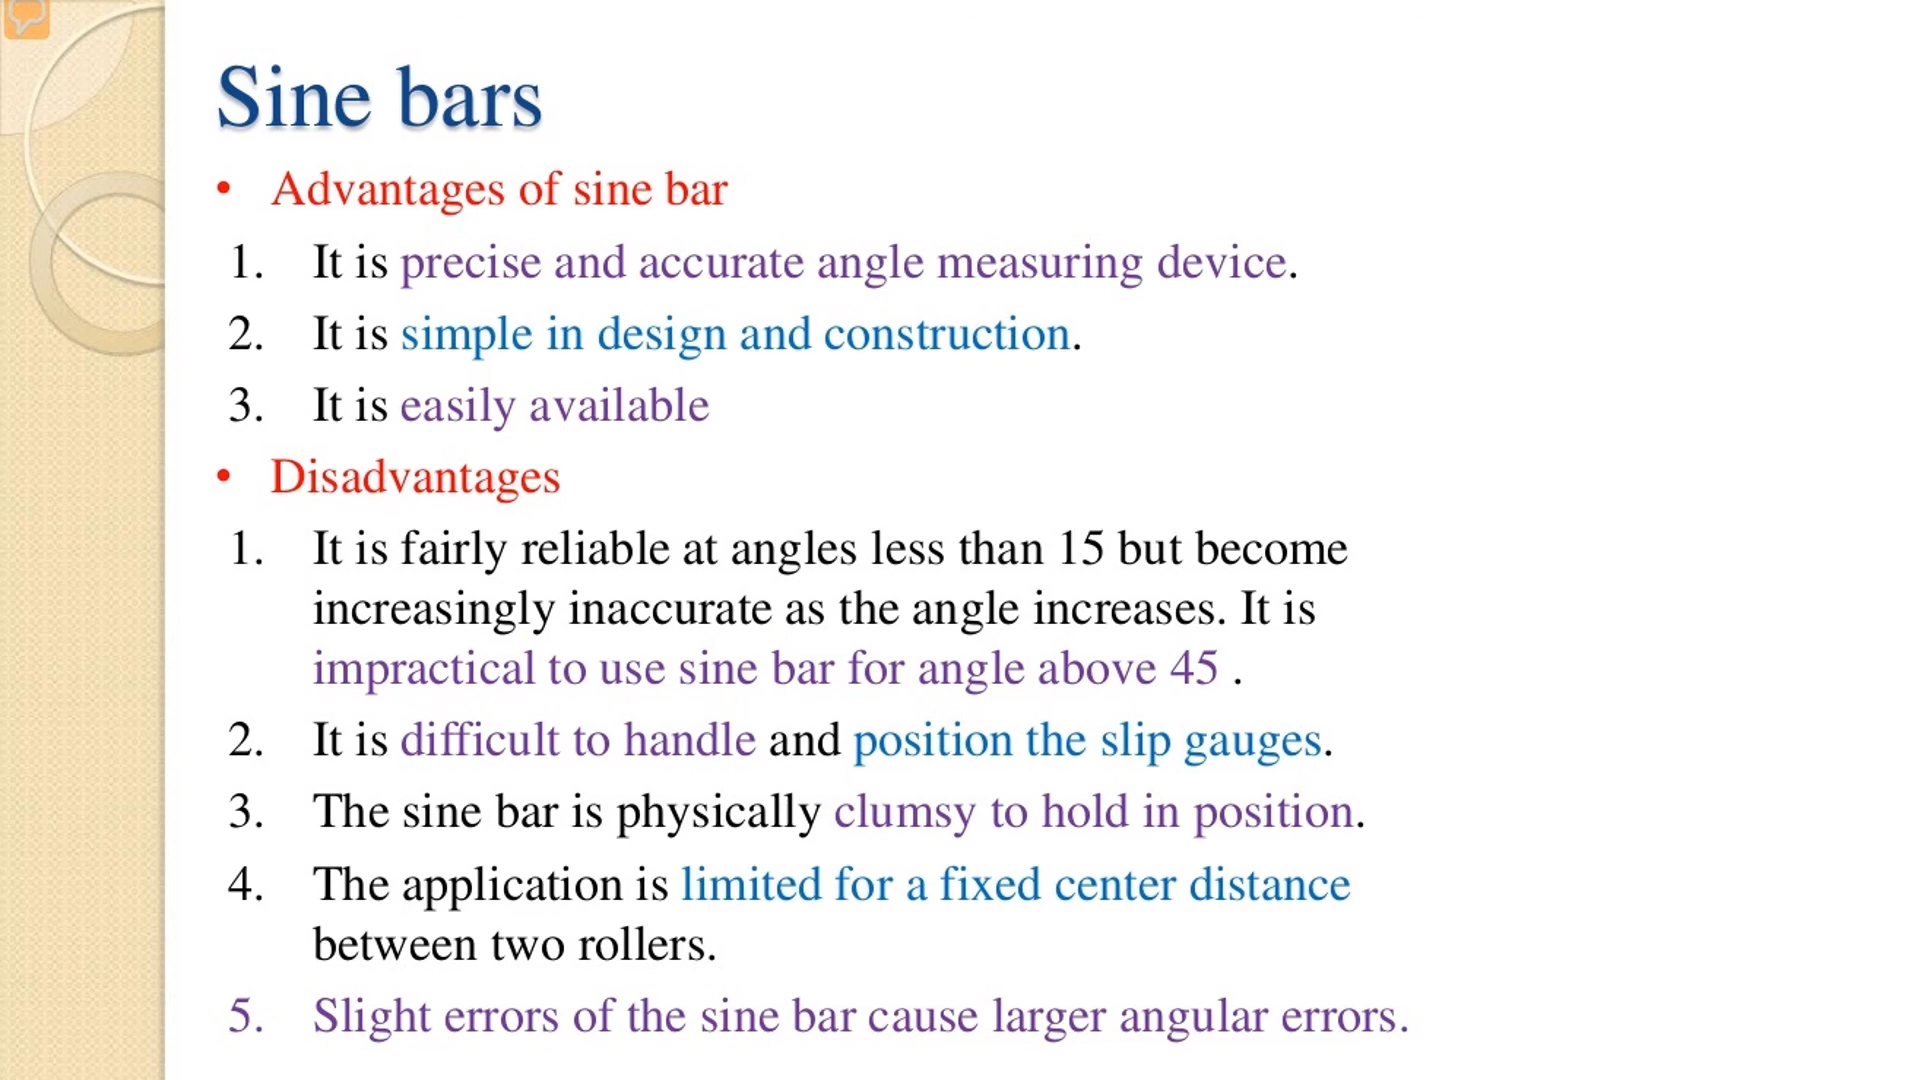 Sine bars
• Advantages of sine bar
1. It is precise and accurate angle measuring device.
2. It is simple in design and construction.
3. It is easily available
• Disadvantages
1. It is fairly reliable at angles less than 15 but become
increasingly inaccurate as the angle increases. It is
impractical to use sine bar for angle above 45 .
2. It is difficult to handle and position the slip gauges.
3. The sine bar is physically clumsy to hold in position.
4. The application is limited for a fixed center distance
between two rollers.
5. Slight errors of the sine bar cause larger angular errors.